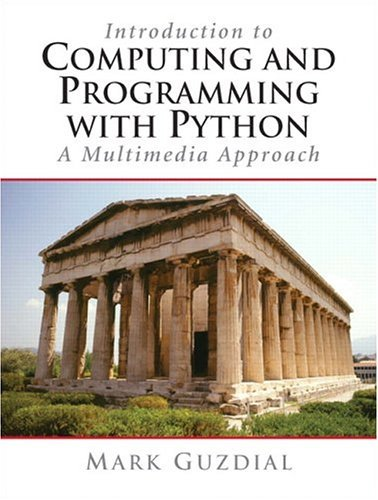 Introduction to
Computing and
Programming
with Python
A Multimedia Approach
Mark Guzdial